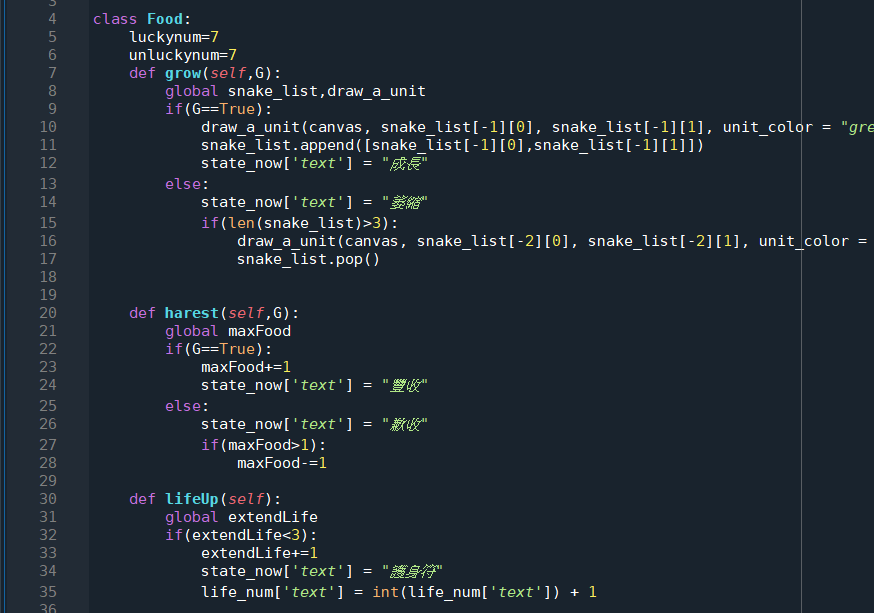 3
4 class Food:
5 luckynum=7
6 unluckynum=7
7 def grow(self,G):
8 global snake_list,draw_a_unit
9 if(G==True):
10 draw_a_unit(canvas, snake_list[-1][0], snake_list[-1][1], unit_color = "gre
11 snake_list.append([snake_list[-1][0],snake_list[-1][1]])
12 state_now['text'] = "成長"
13 else:
14 state_now['text'] = "萎縮"
15 if(len(snake_list)>3):
16 draw_a_unit(canvas, snake_list[-2][0], snake_list[-2][1], unit_color =
17 snake_list.pop()
18
19
20 def harest(self,G):
21 global maxFood
22 if(G==True):
23 maxFood+=1
24 state_now['text'] = "豐收"
25 else:
26 state_now['text'] = "歉收"
27 if(maxFood>1):
28 maxFood-=1
29
30 def lifeUp(self):
31 global extendLife
32 if(extendLife<3):
33 extendLife+=1
34 state_now['text'] = "護身符"
35 life_num['text'] = int(life_num['text']) + 1
36